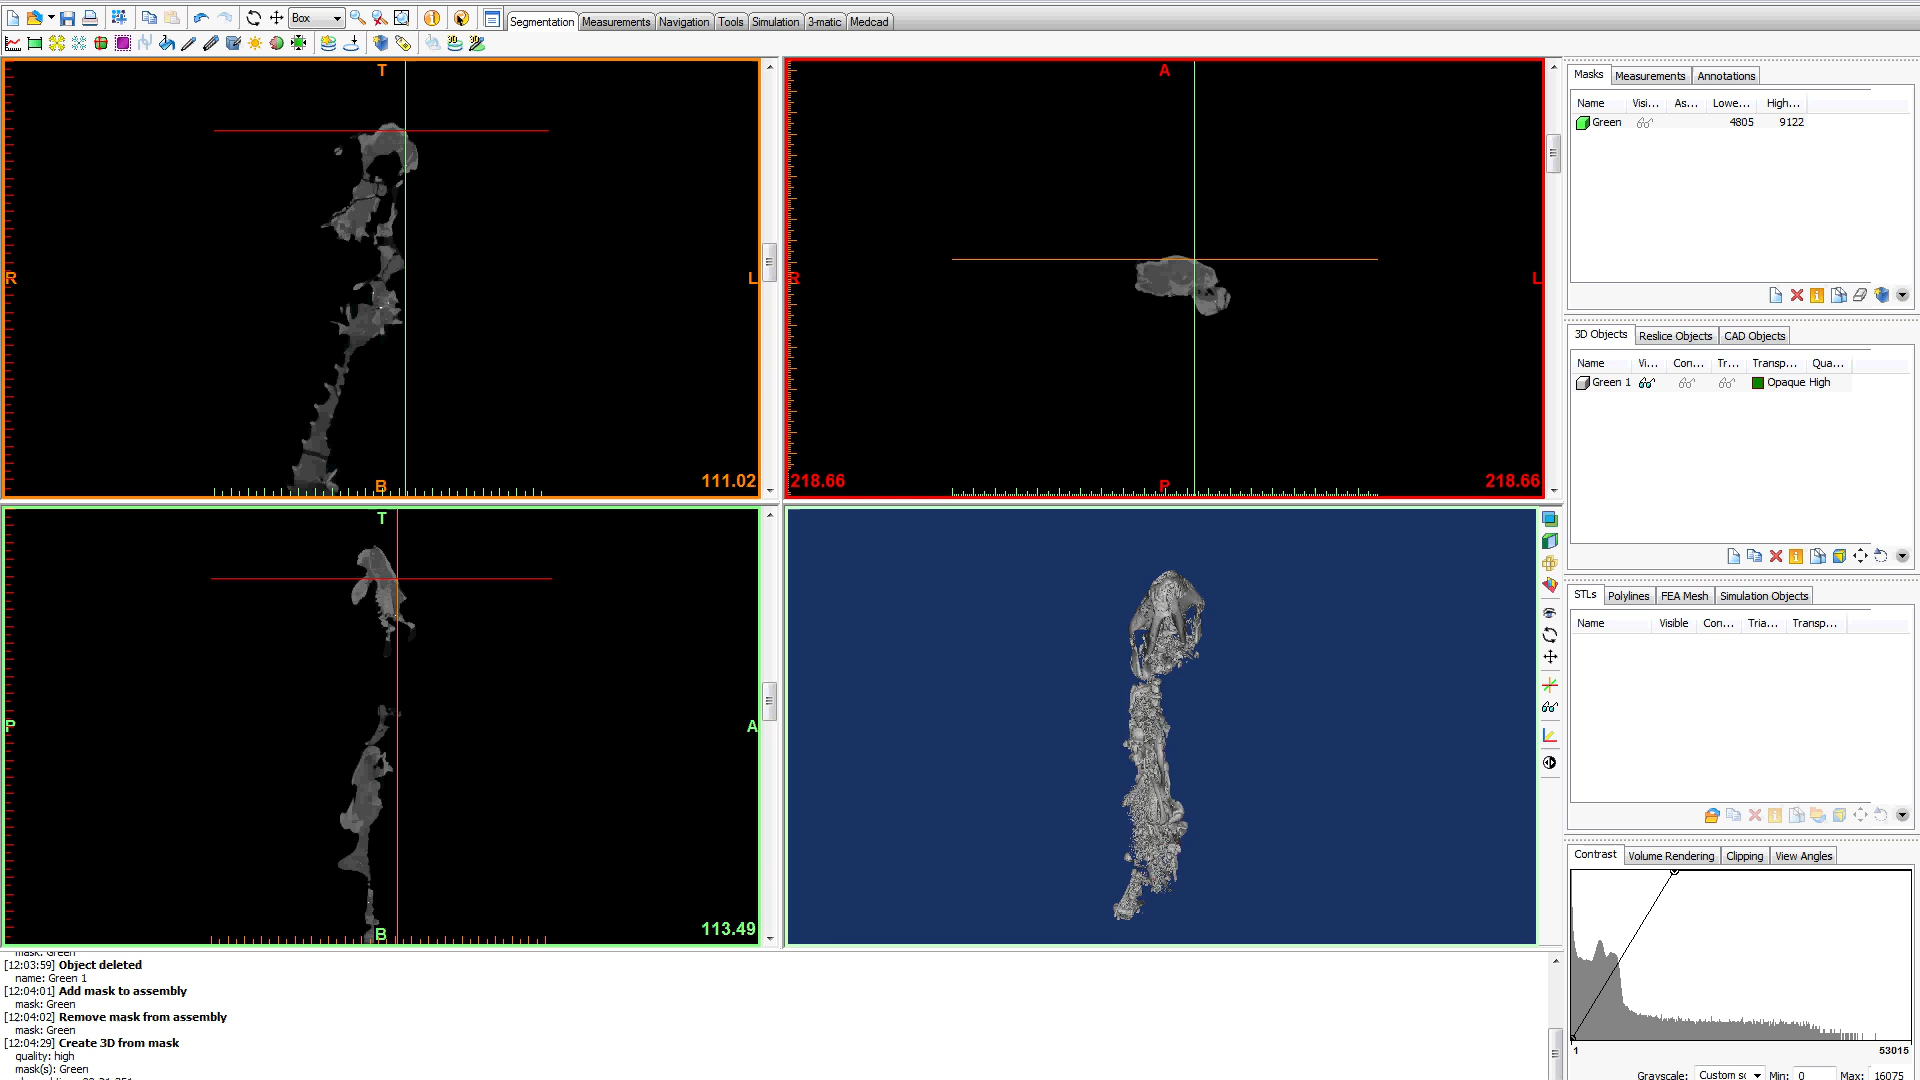 Box
Segmentation Measurements Navigation Tools Simulation 3-matic Medcad
T
R
L
B
111.02
A
R
L
P
218.66
218.66
T
P
A
B
113.49
Masks Measurements Annotations
Name Visi... As... Lowe... High...
Green 4805 9122
3D Objects Reslice Objects CAD Objects
Name Vi... Con... Tr... Transp... Qua...
Green 1 Opaque High
STLs Polylines FEA Mesh Simulation Objects
Name Visible Con... Tria... Transp...
Contrast Volume Rendering Clipping View Angles
1 53015
Grayscale: Custom sc Min: 0 Max: 16075
mask: Green
[12:03:59] Object deleted
name: Green 1
[12:04:01] Add mask to assembly
mask: Green
[12:04:02] Remove mask from assembly
mask: Green
[12:04:29] Create 3D from mask
quality: high
mask(s): Green